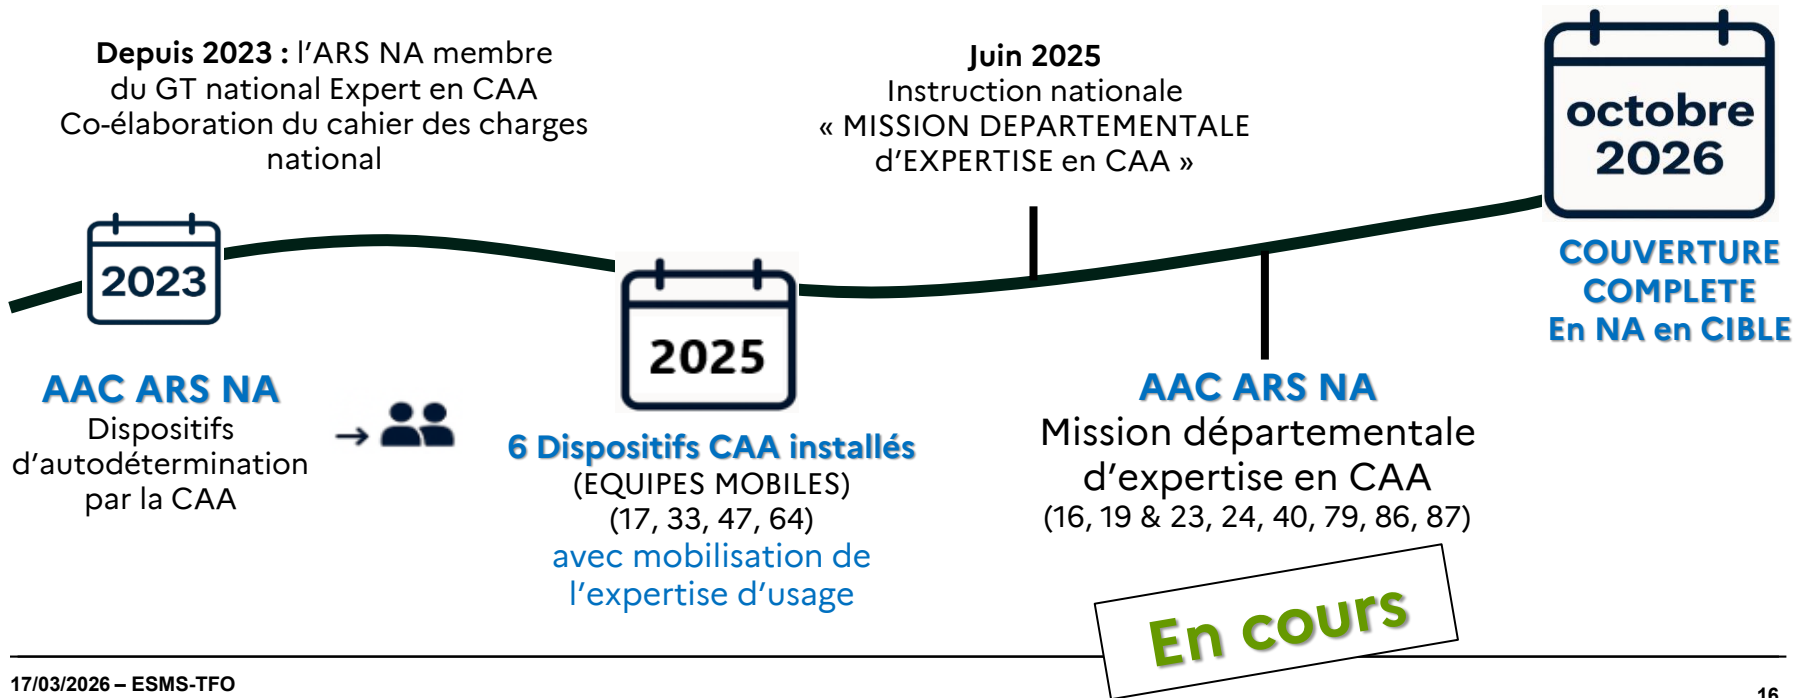 Depuis 2023 : l’ARS NA membre
du GT national Expert en CAA
Co-élaboration du cahier des charges
national
2023
AAC ARS NA
Dispositifs
d’autodétermination
par la CAA
→
2025
6 Dispositifs CAA installés
(EQUIPES MOBILES)
(17, 33, 47, 64)
avec mobilisation de
l’expertise d’usage
Juin 2025
Instruction nationale
« MISSION DEPARTEMENTALE
d’EXPERTISE en CAA »
AAC ARS NA
Mission départementale
d’expertise en CAA
(16, 19 & 23, 24, 40, 79, 86, 87)
En cours
octobre
2026
COUVERTURE
COMPLETE
En NA en CIBLE
17/03/2026 – ESMS-TFO
16